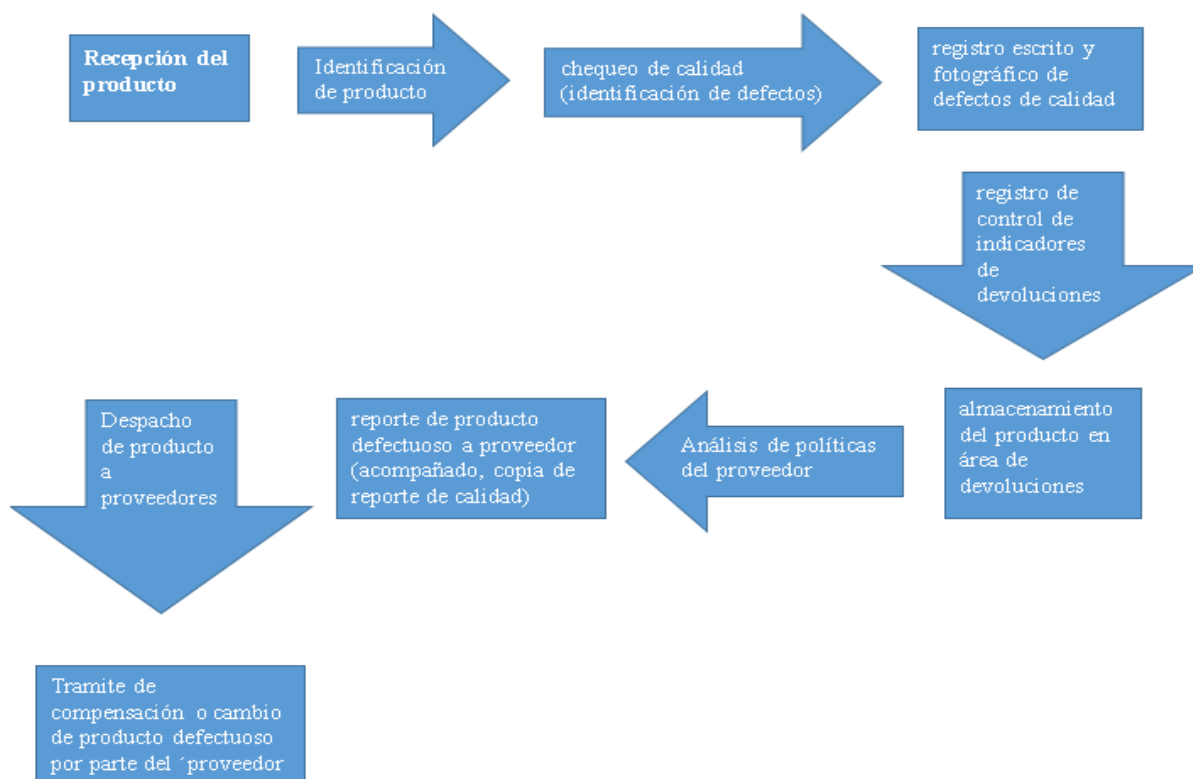 Recepción del
producto
Identificación
de producto
chequeo de calidad
(identificación de defectos)
registro escrito y
fotográfico de
defectos de calidad
registro de
control de
indicadores
de
devoluciones
almacenamiento
del producto en
área de
devoluciones
Análisis de políticas
del proveedor
reporte de producto
defectuoso a proveedor
(acompañado, copia de
reporte de calidad)
Despacho
de producto
a
proveedores
Tramite de
compensación o cambio
de producto defectuoso
por parte del ´proveedor